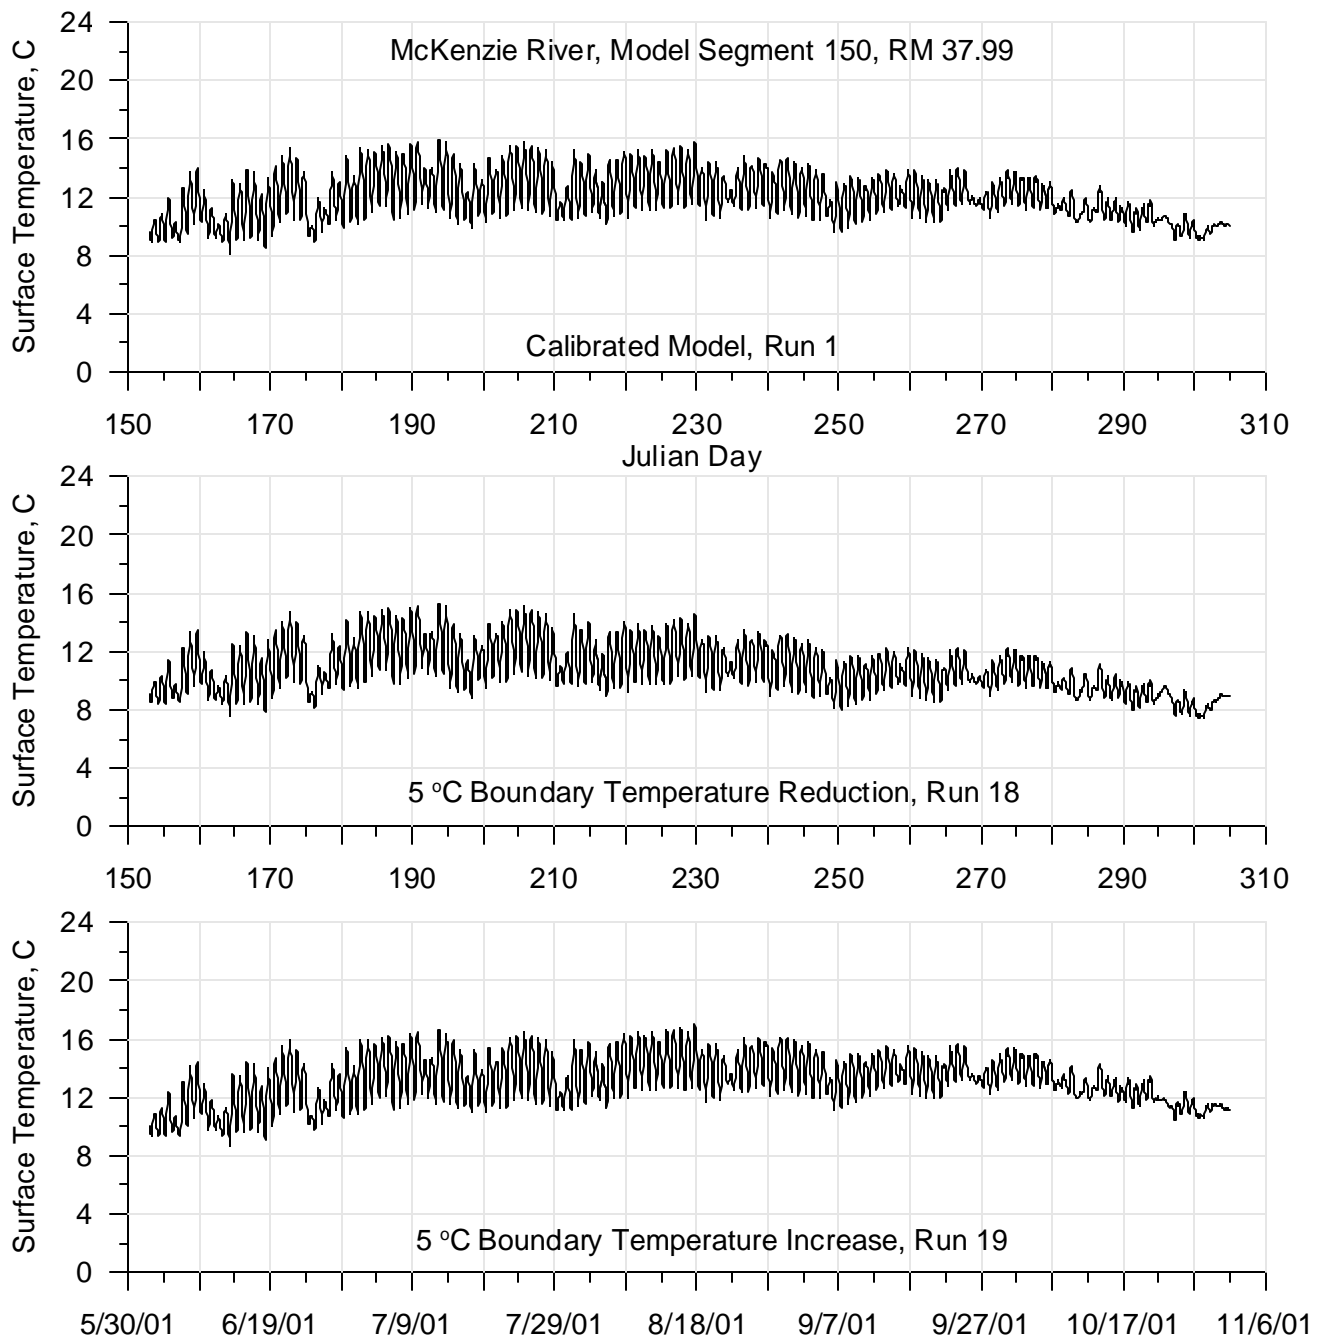 24
McKenzie River, Model Segment 150, RM 37.99
20
16
12
8
4
0
Surface Temperature, C
Calibrated Model, Run 1
150 170 190 210 230 250 270 290 310
Julian Day
24
20
16
12
8
4
0
Surface Temperature, C
5 °C Boundary Temperature Reduction, Run 18
150 170 190 210 230 250 270 290 310
24
20
16
12
8
4
0
Surface Temperature, C
5 °C Boundary Temperature Increase, Run 19
5/30/01 6/19/01 7/9/01 7/29/01 8/18/01 9/7/01 9/27/01 10/17/01 11/6/01